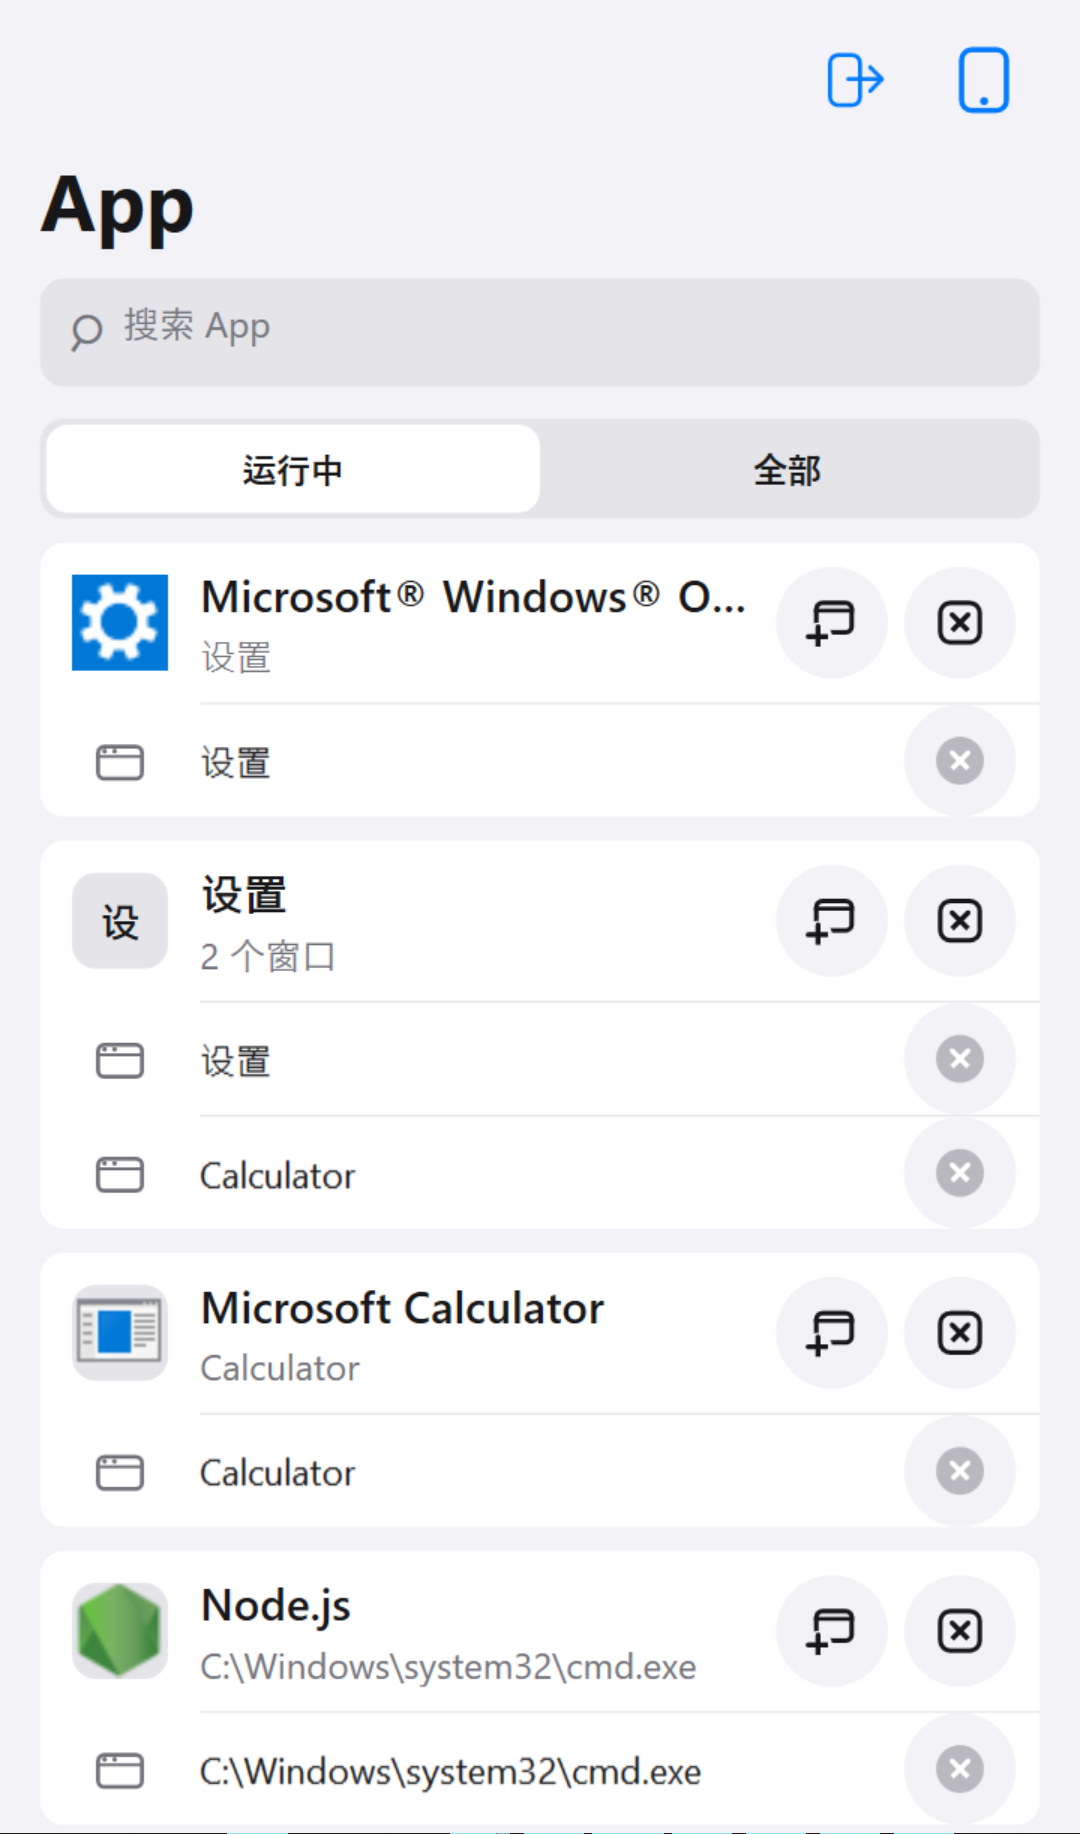 App
搜索 App
运行中
全部
Microsoft® Windows® O...
设置
设置
设
设置
2 个窗口
设置
Calculator
Microsoft Calculator
Calculator
Calculator
Node.js
C:\Windows\system32\cmd.exe
C:\Windows\system32\cmd.exe